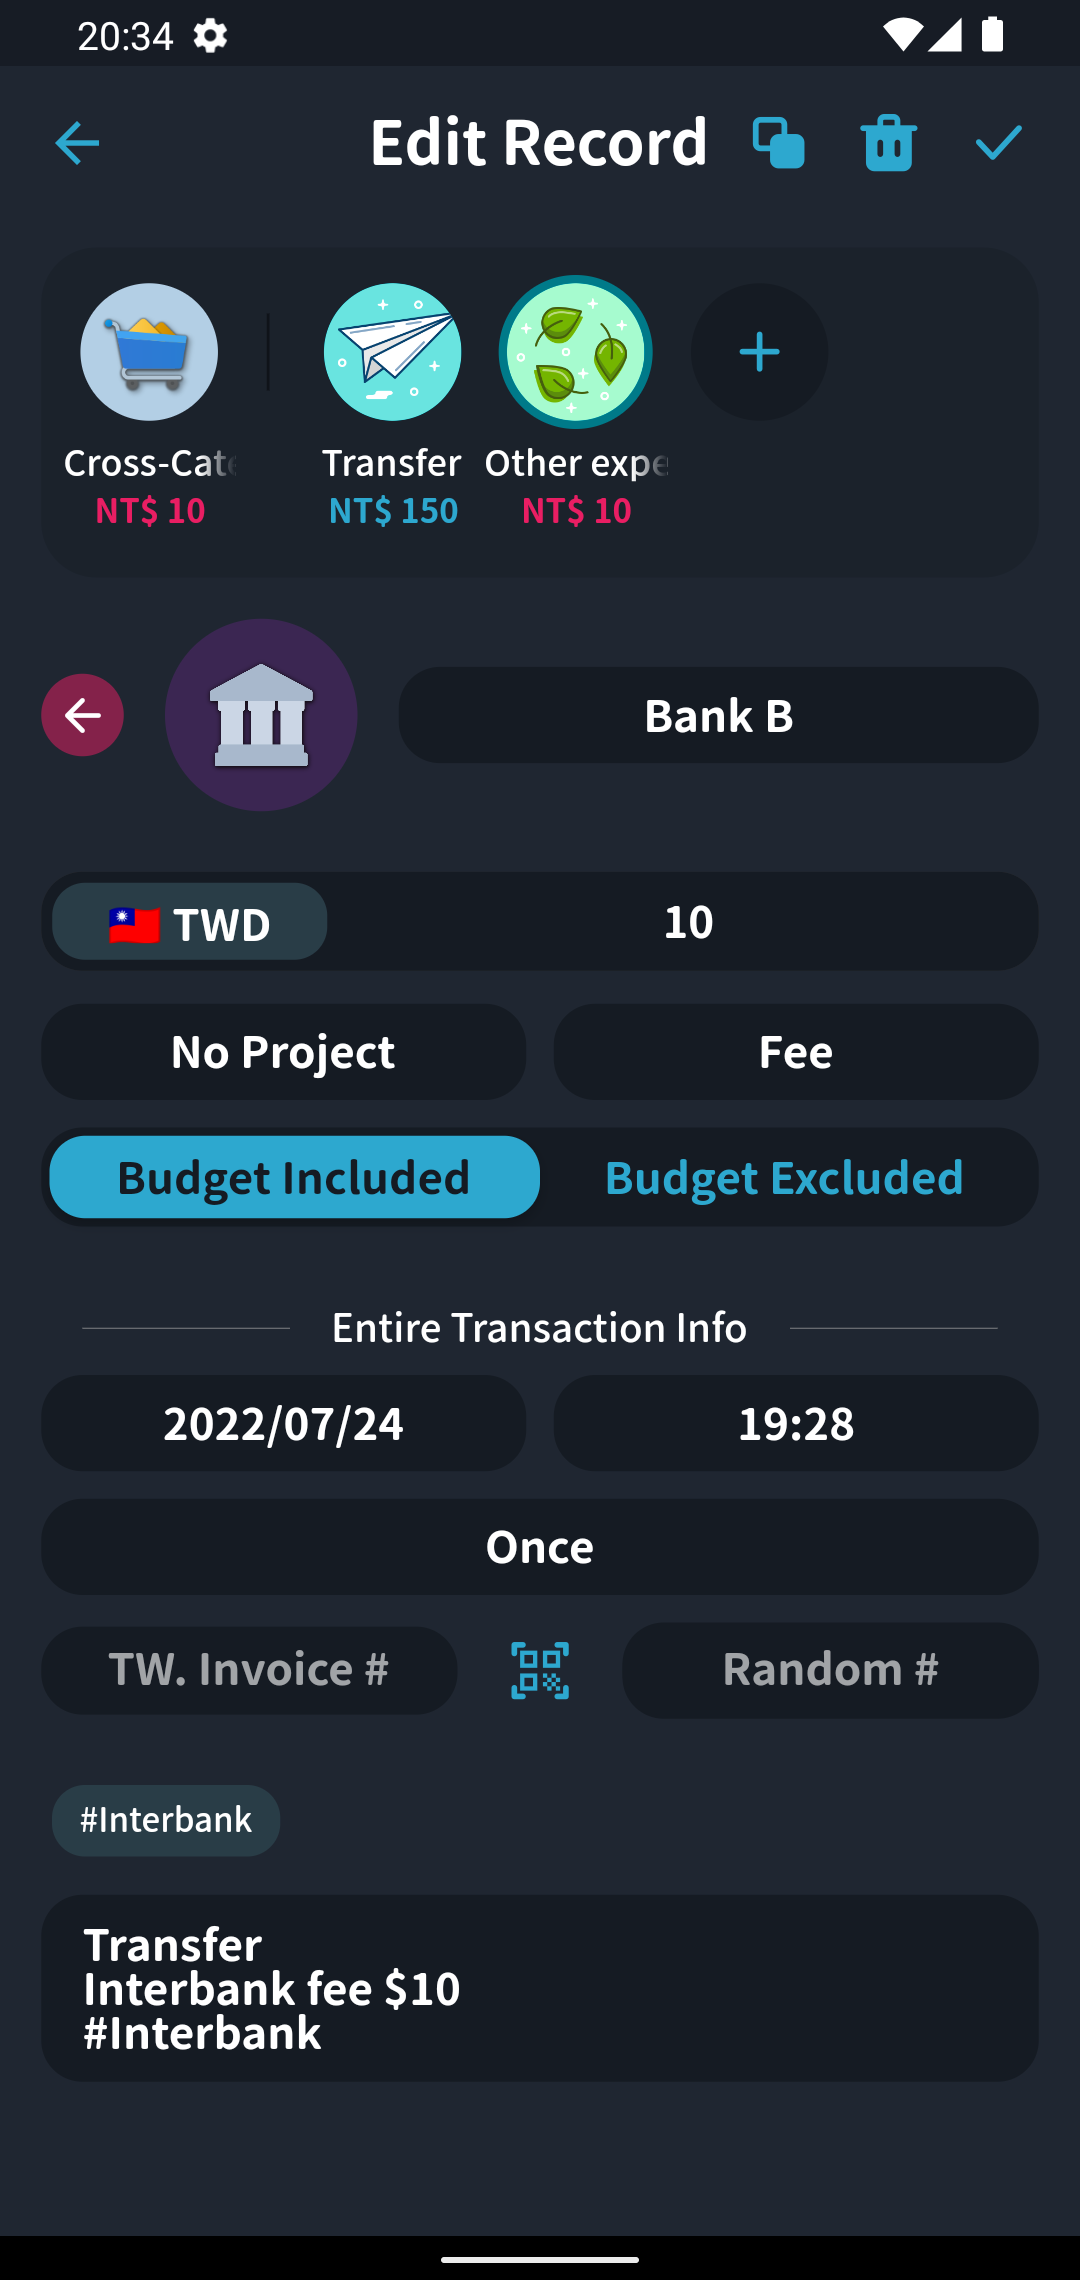 20:34
Edit Record
Cross-Cate
Transfer
Other expe
NT$ 10
NT$ 150
NT$ 10
Bank B
🇹🇼 TWD
10
No Project
Fee
Budget Included
Budget Excluded
Entire Transaction Info
2022/07/24
19:28
Once
TW. Invoice #
Random #
#Interbank
Transfer
Interbank fee $10
#Interbank